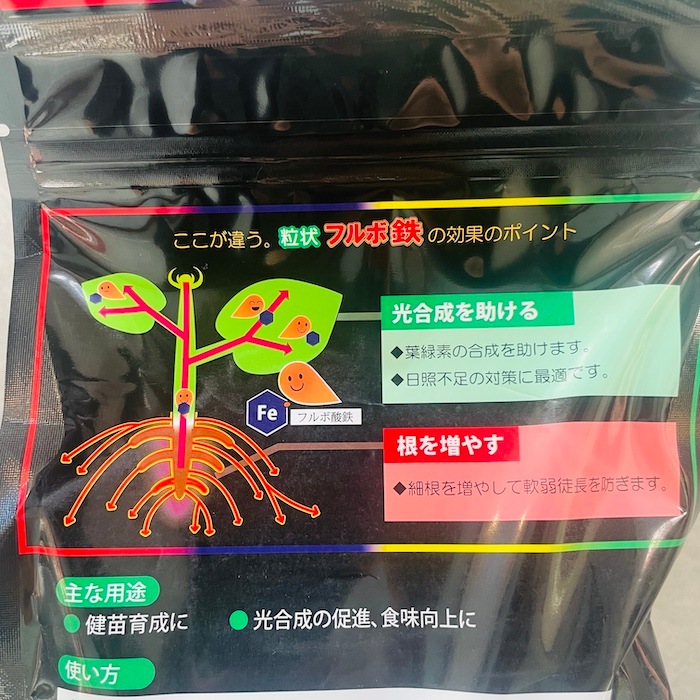 ここが違う。粒状 フルボ鉄 の効果のポイント
光合成を助ける
◆葉緑素の合成を助けます。
◆日照不足の対策に最適です。
Fe
フルボ酸鉄
根を増やす
◆細根を増やして軟弱徒長を防ぎます。
主な用途
● 健苗育成に ● 光合成の促進、食味向上に
使い方